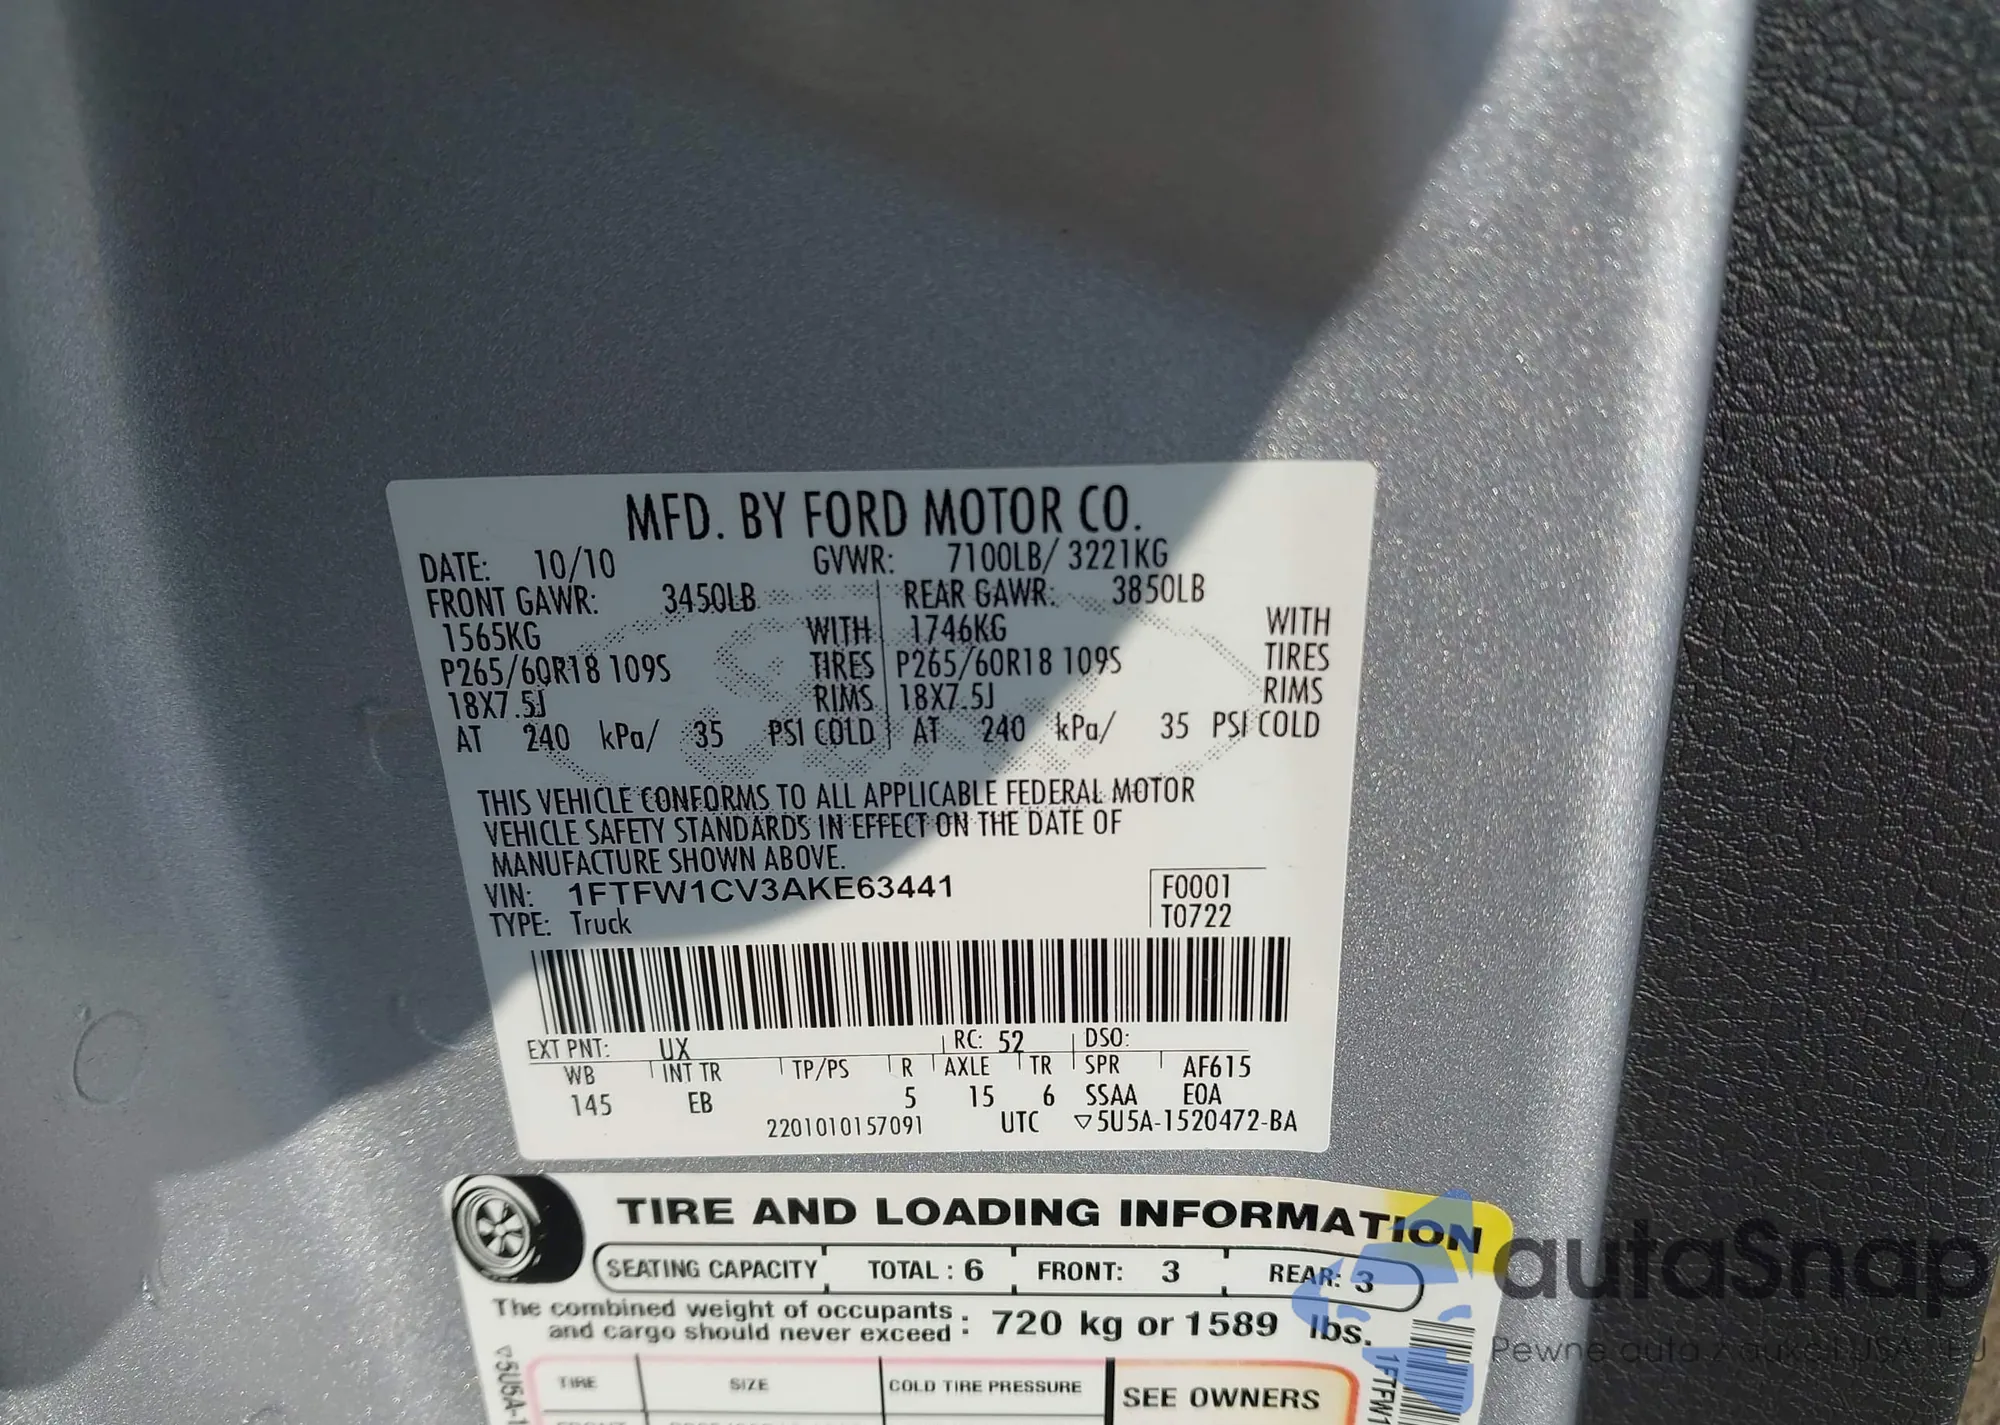 MFD. BY FORD MOTOR CO.
DATE: 10/10 GVWR: 7100LB/ 3221KG
FRONT GAWR: 3450LB REAR GAWR: 3850LB
1565KG WITH 1746KG WITH
P265/60R18 109S TIRES P265/60R18 109S TIRES
18X7.5J RIMS 18X7.5J RIMS
AT 240 kPa/ 35 PSI COLD AT 240 kPa/ 35 PSI COLD
THIS VEHICLE CONFORMS TO ALL APPLICABLE FEDERAL MOTOR
VEHICLE SAFETY STANDARDS IN EFFECT ON THE DATE OF
MANUFACTURE SHOWN ABOVE.
VIN: 1FTFW1CV3AKE63441 F0001
TYPE: Truck T0722
EXT PNT: UX RC: 52 DSO:
WB INT TR TP/PS R AXLE TR SPR AF615
145 EB 5 15 6 SSAA EOA
2201010157091 UTC ▽5U5A-1520472-BA
TIRE AND LOADING INFORMATION
SEATING CAPACITY TOTAL : 6 FRONT: 3 REAR: 3
The combined weight of occupants
and cargo should never exceed : 720 kg or 1589 lbs.
TIRE SIZE COLD TIRE PRESSURE SEE OWNERS
▽5U5A-1
1FTFW1
autaSnap
Pewne auta z